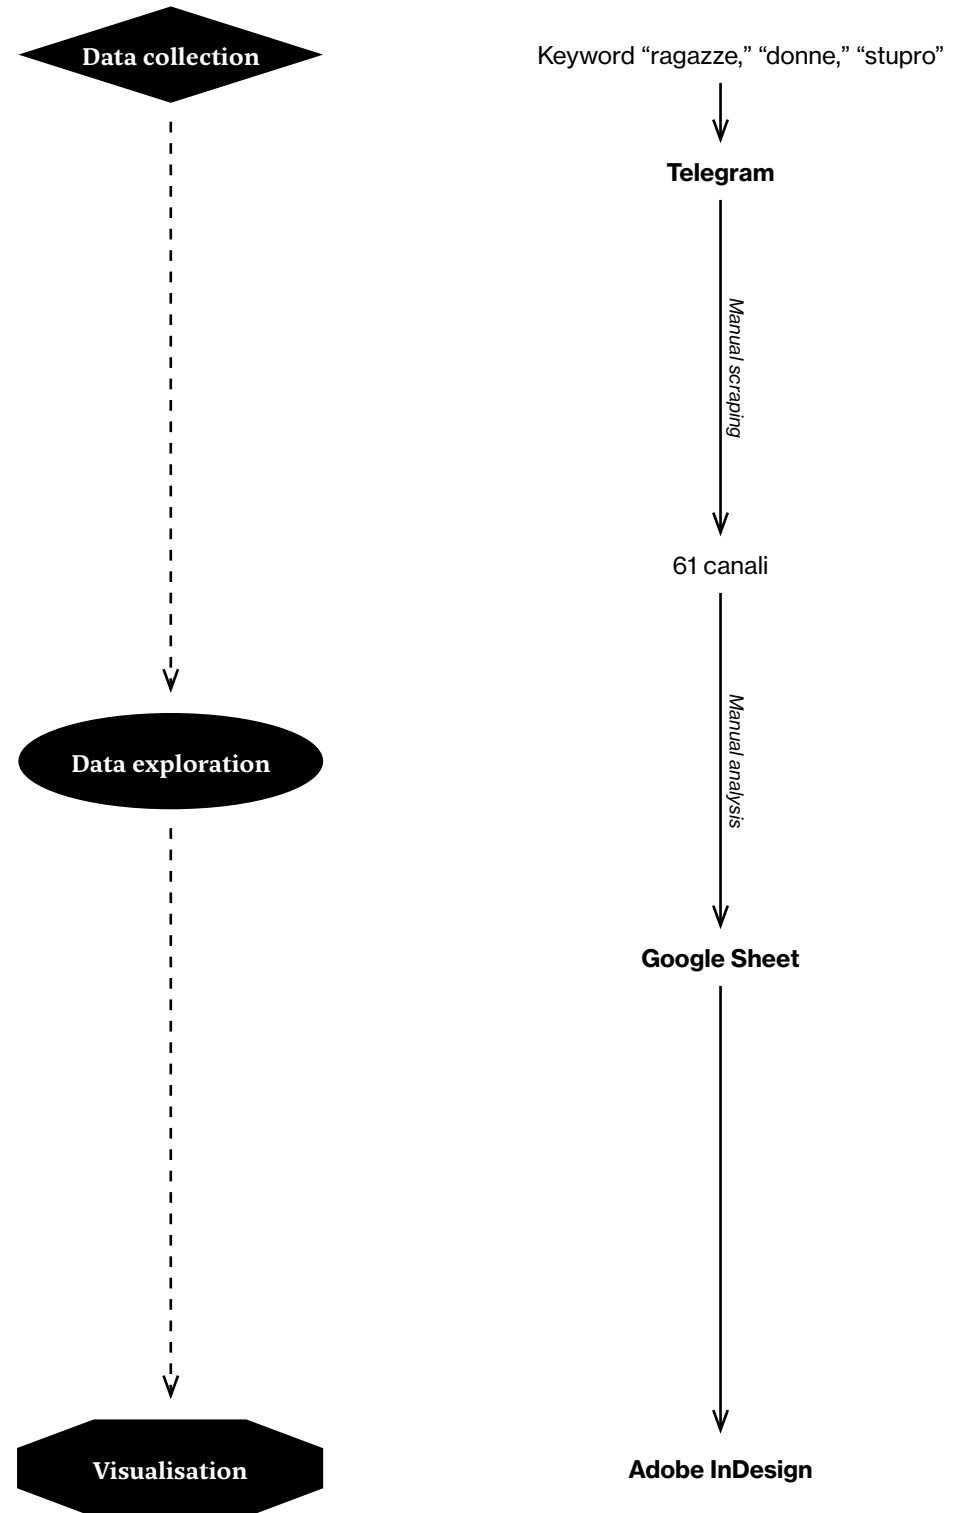 Data collection
Keyword “ragazze,” “donne,” “stupro”
Telegram
Manual scraping
61 canali
Manual analysis
Data exploration
Google Sheet
Visualisation
Adobe InDesign